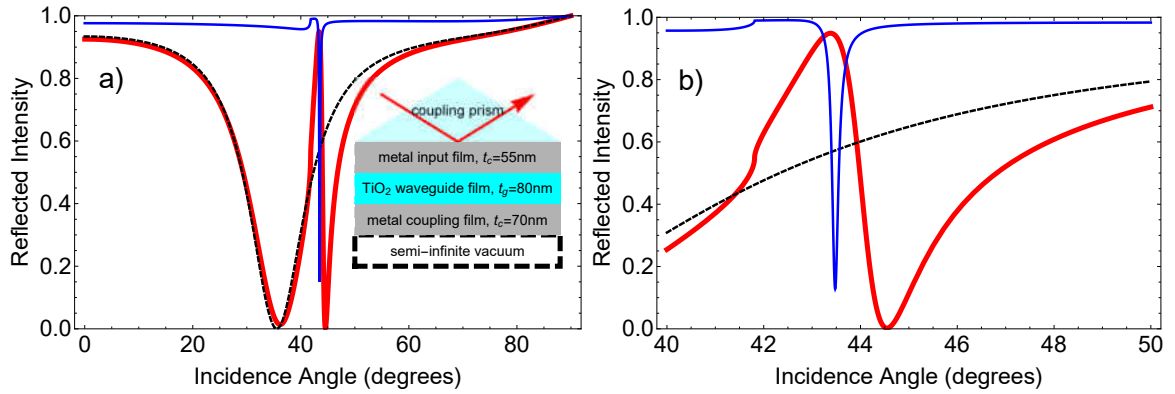 1.0
0.8
0.6
0.4
0.2
0.0
Reflected Intensity
a)
coupling prism
metal input film, t_c=55nm
TiO₂ waveguide film, t_g=80nm
metal coupling film, t_c=70nm
semi-infinite vacuum
0 20 40 60 80
Incidence Angle (degrees)
1.0
0.8
0.6
0.4
0.2
0.0
Reflected Intensity
b)
40 42 44 46 48 50
Incidence Angle (degrees)